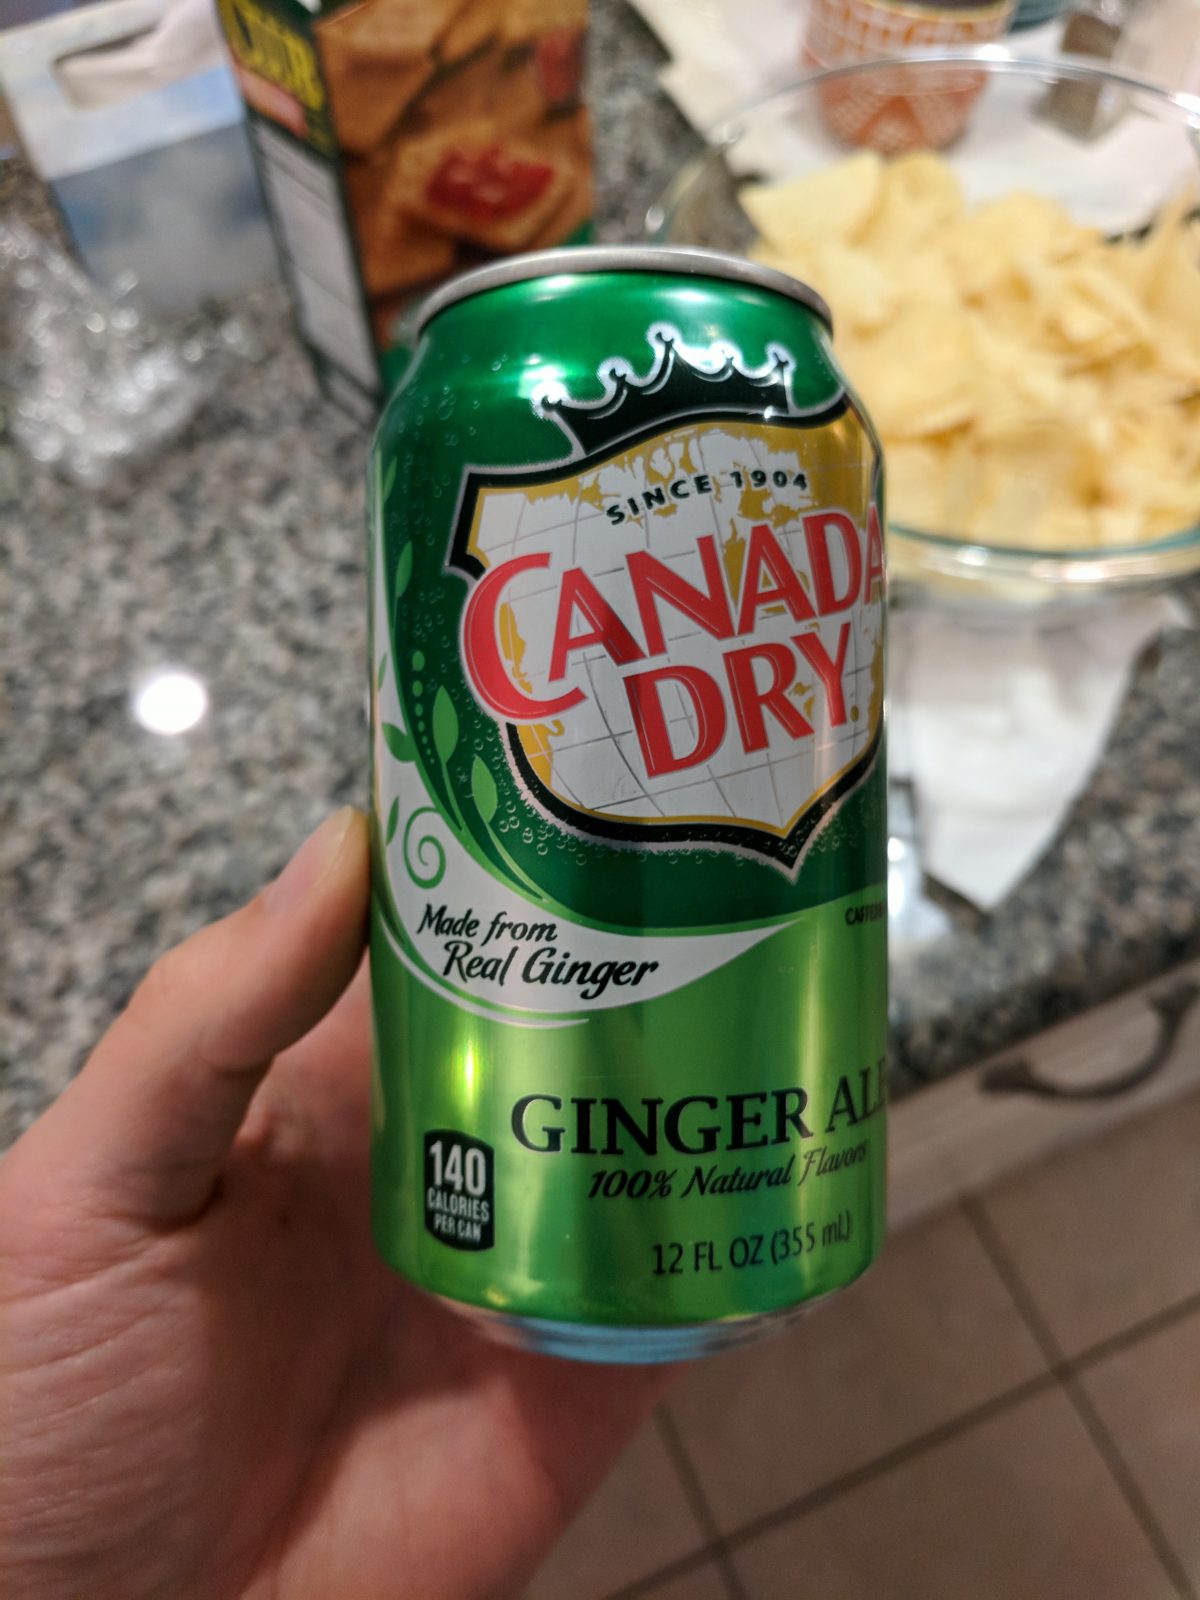 SINCE 1904
CANADA
DRY
Made from
Real Ginger
GINGER ALE
100% Natural Flavors
140
CALORIES
PER CAN
12 FL OZ (355 mL)